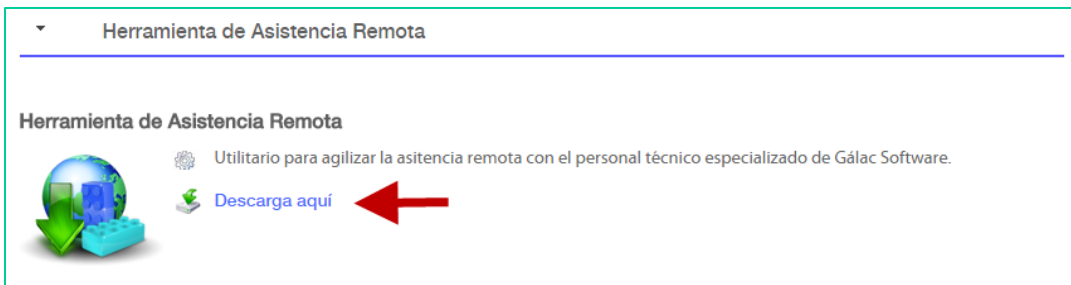 Herramienta de Asistencia Remota
Herramienta de Asistencia Remota
Utilitario para agilizar la asitencia remota con el personal técnico especializado de Gálac Software.
Descarga aquí